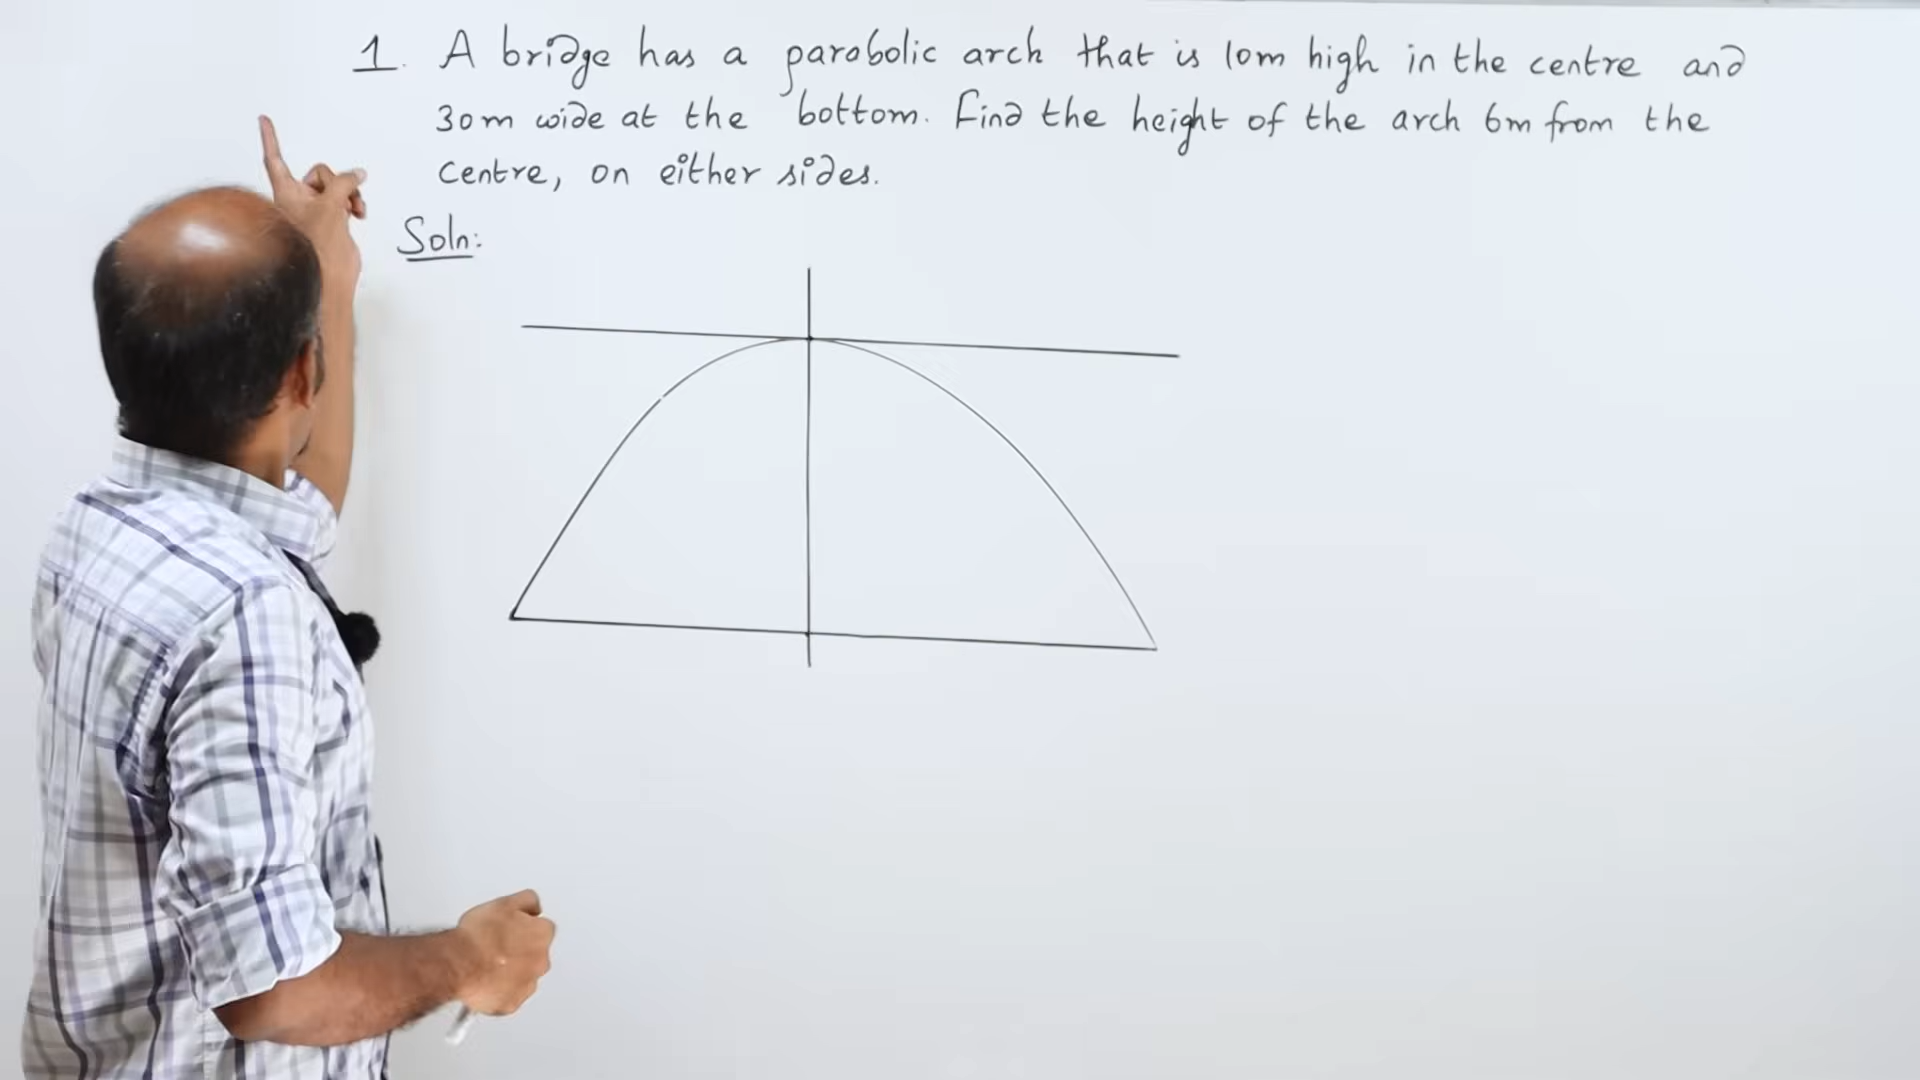 1. A bridge has a parabolic arch that is 10m high in the centre and
30m wide at the bottom. Find the height of the arch 6m from the
centre, on either sides.
Soln: